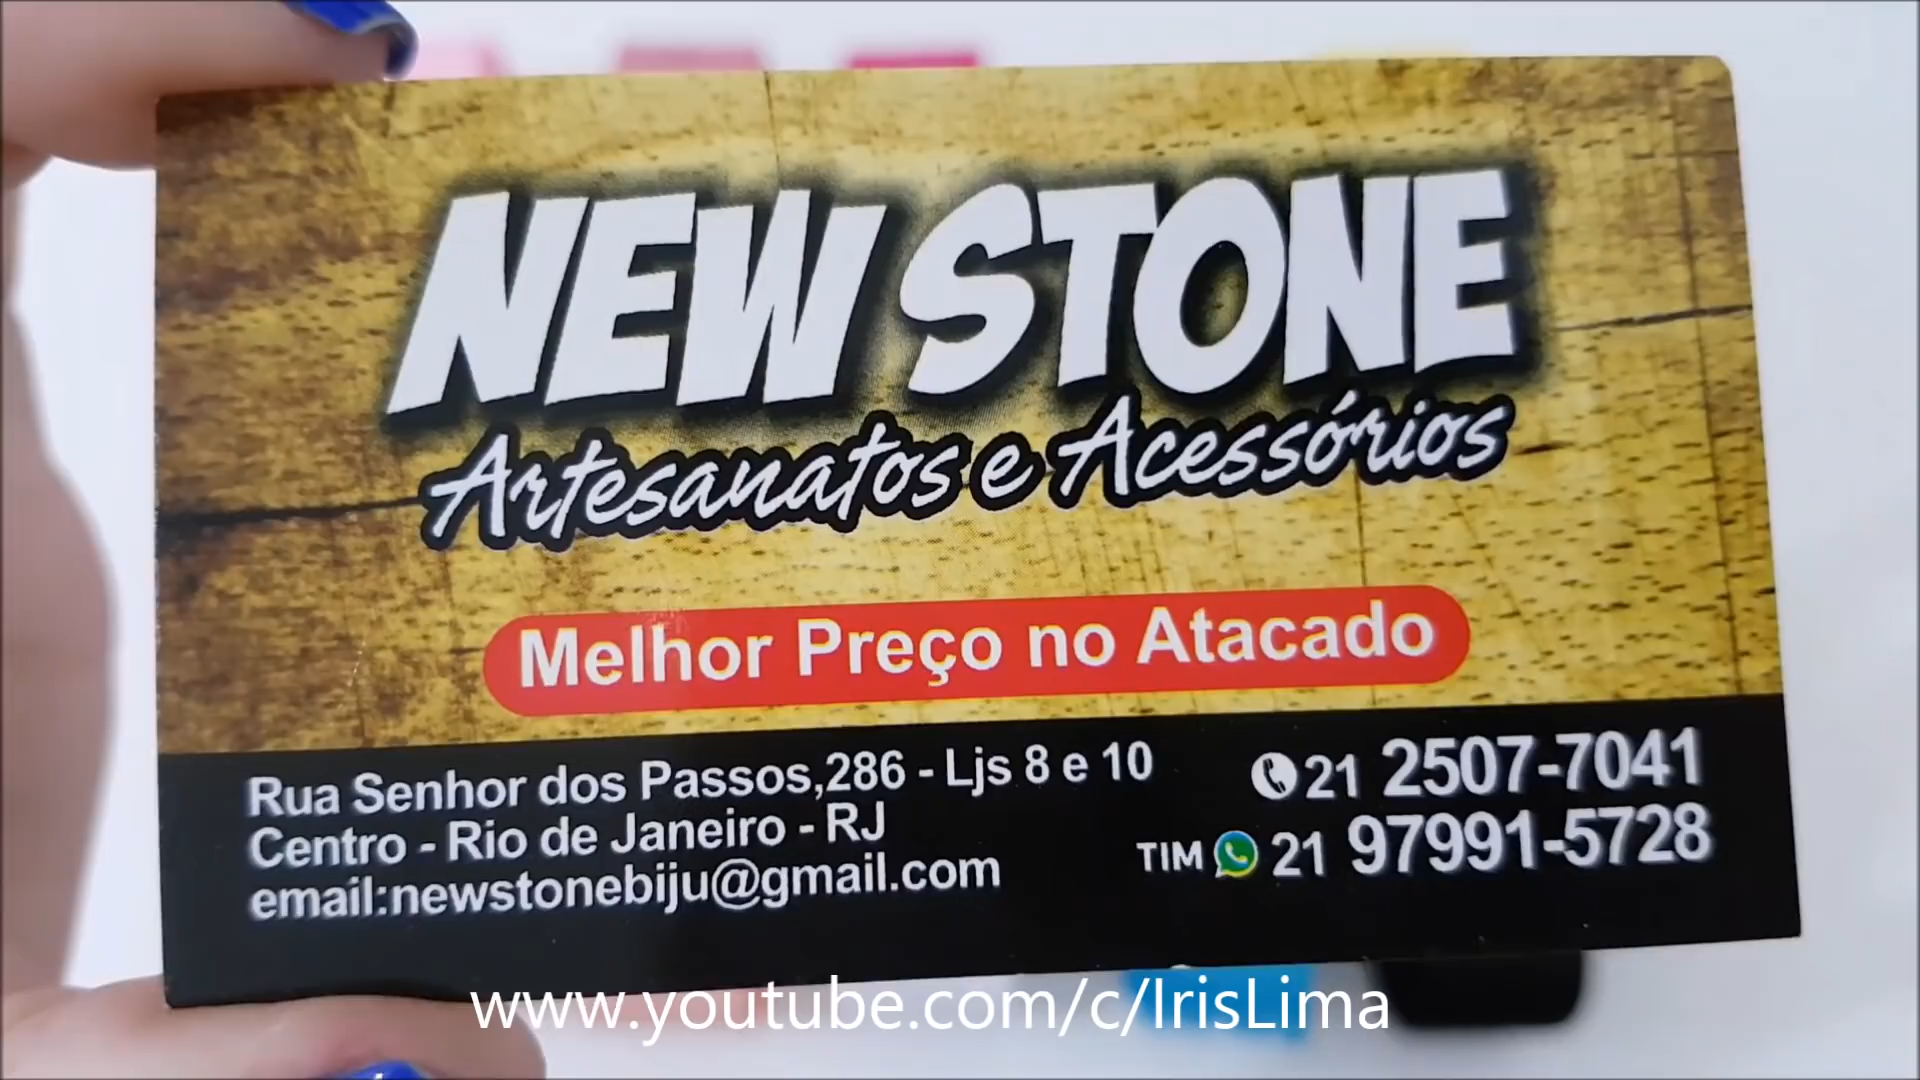 NEW STONE
Artesanatos e Acessórios
Melhor Preço no Atacado
Rua Senhor dos Passos,286 - Ljs 8 e 10
Centro - Rio de Janeiro - RJ
email:newstonebiju@gmail.com
21 2507-7041
TIM 21 97991-5728
www.youtube.com/c/IrisLima